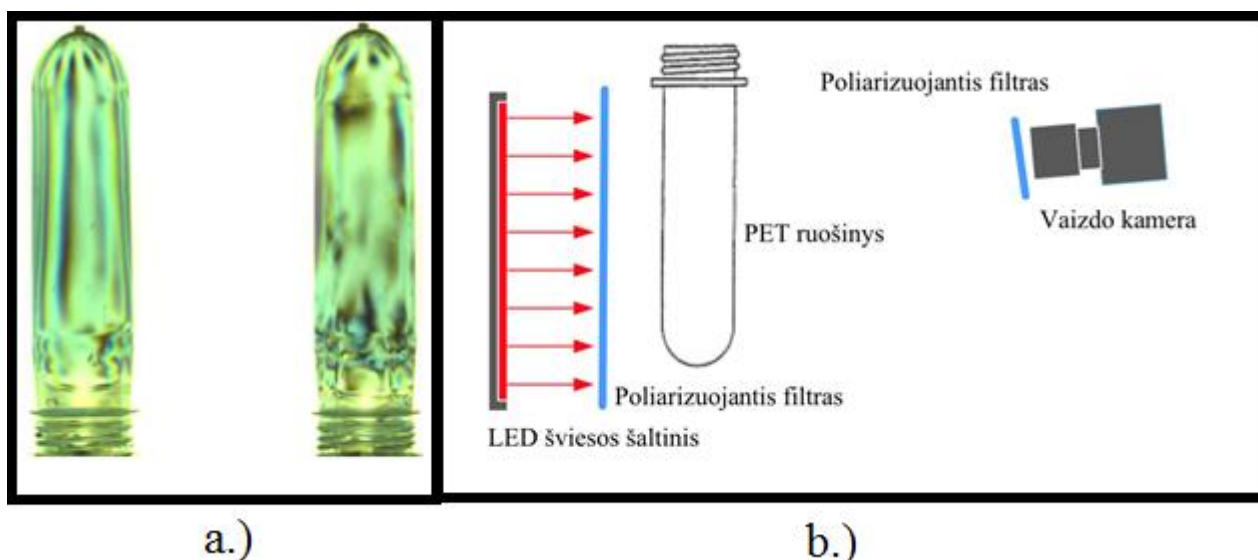 Poliarizuojantis filtras
Vaizdo kamera
PET ruošinys
Poliarizuojantis filtras
LED šviesos šaltinis
a.)
b.)